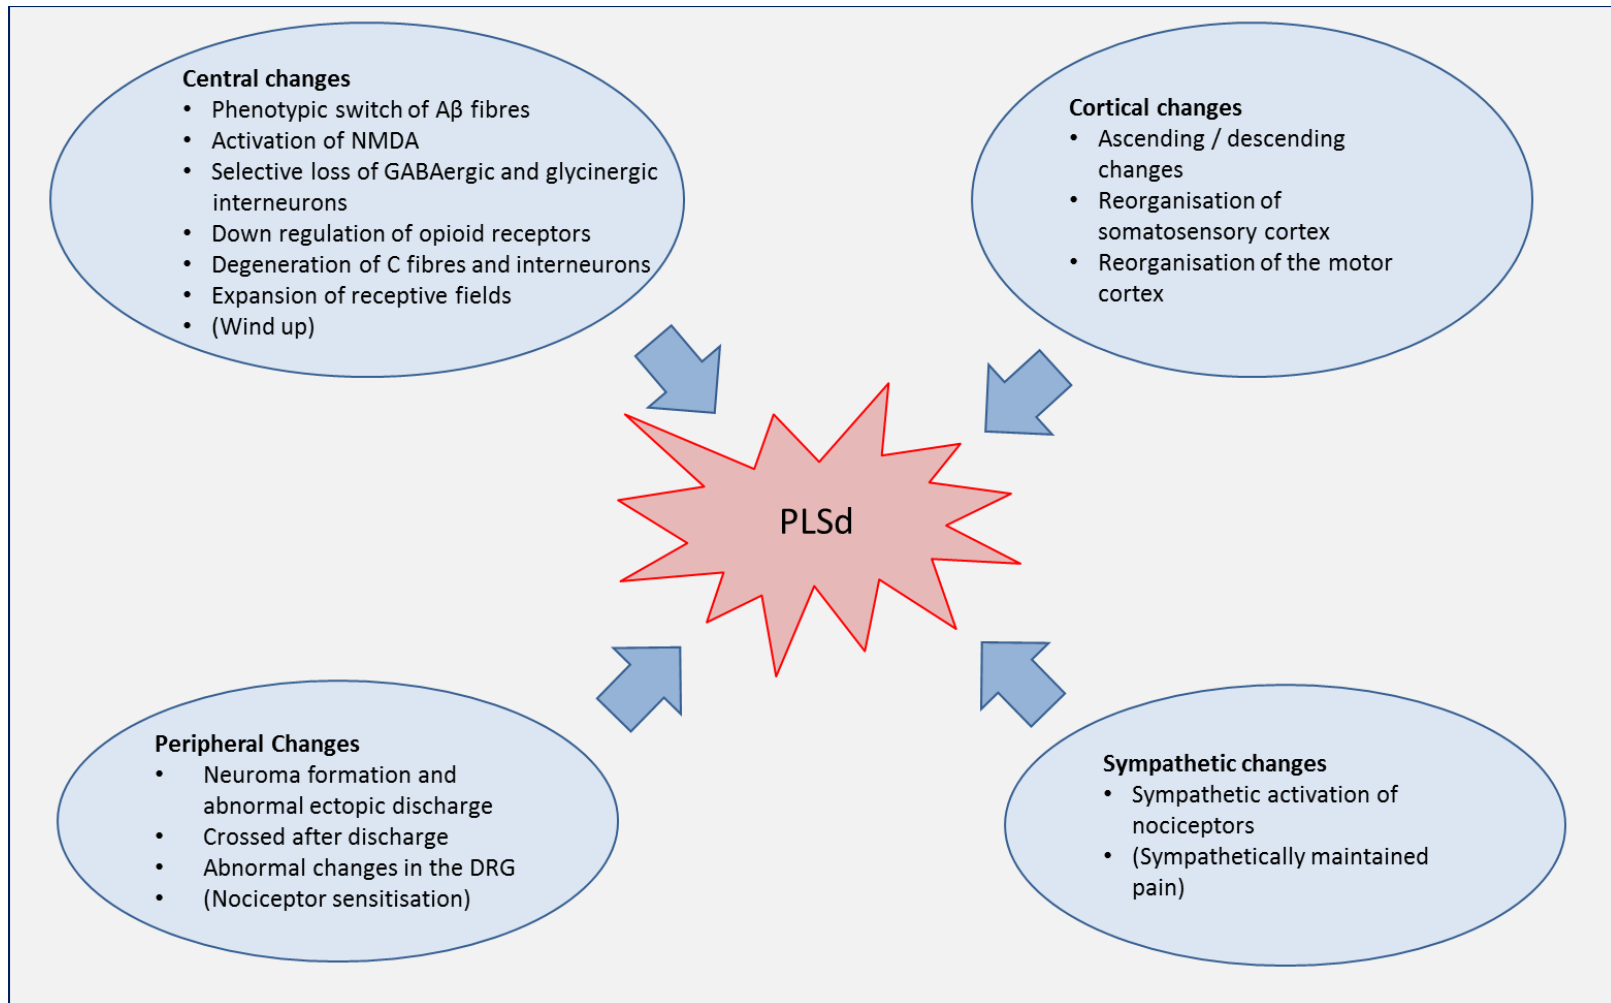 Central changes
• Phenotypic switch of Aβ fibres
• Activation of NMDA
• Selective loss of GABAergic and glycinergic
interneurons
• Down regulation of opioid receptors
• Degeneration of C fibres and interneurons
• Expansion of receptive fields
• (Wind up)
Cortical changes
• Ascending / descending
changes
• Reorganisation of
somatosensory cortex
• Reorganisation of the motor
cortex
PLSd
Peripheral Changes
• Neuroma formation and
abnormal ectopic discharge
• Crossed after discharge
• Abnormal changes in the DRG
• (Nociceptor sensitisation)
Sympathetic changes
• Sympathetic activation of
nociceptors
• (Sympathetically maintained
pain)